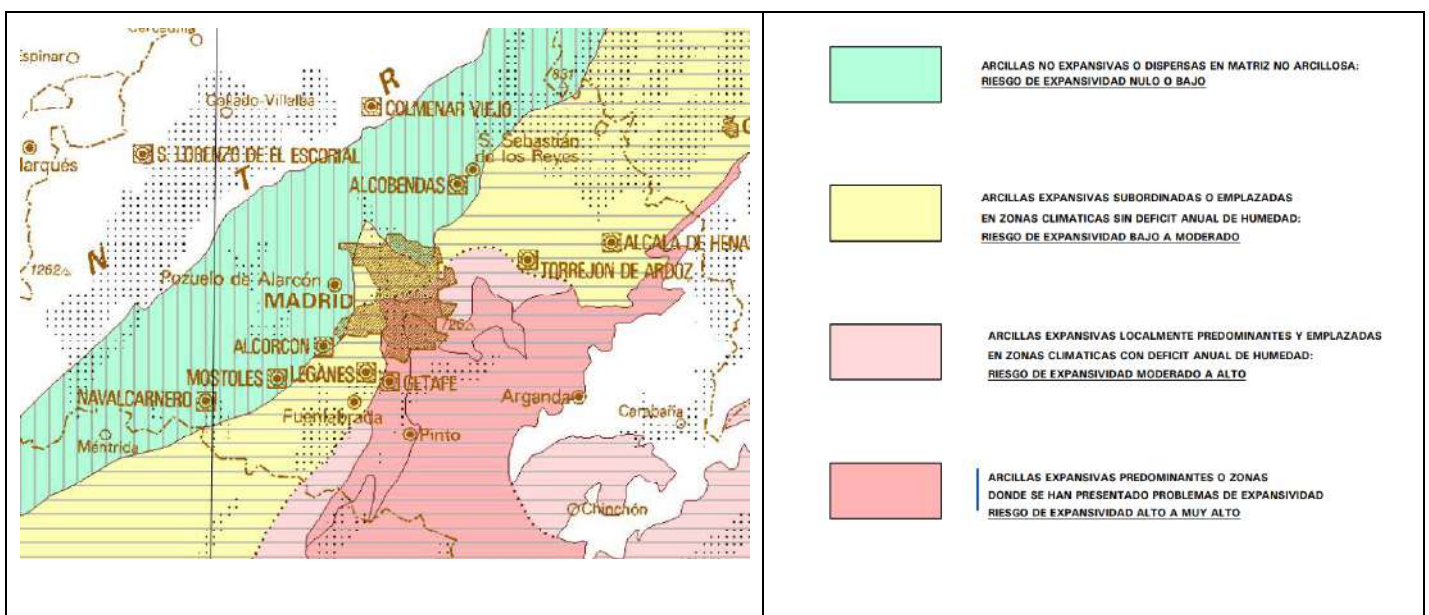 Cercedilla
Espinar
Collado-Villalba
R
COLMENAR VIEJO
831
S. Sebastián
de los Reyes
larqués
S. LORENZO DE EL ESCORIAL
T
ALCOBENDAS
1262
N
ALCALA DE HENA
Pozuelo de Alarcón
TORREJON DE ARDOZ
MADRID
726
ALCORCON
MOSTOLES
LEGANES
GETAFE
NAVALCARNERO
Arganda
Fuenlabrada
Méntrida
Pinto
Chinchón
ARCILLAS NO EXPANSIVAS O DISPERSAS EN MATRIZ NO ARCILLOSA:
RIESGO DE EXPANSIVIDAD NULO O BAJO
ARCILLAS EXPANSIVAS SUBORDINADAS O EMPLAZADAS
EN ZONAS CLIMATICAS SIN DEFICIT ANUAL DE HUMEDAD:
RIESGO DE EXPANSIVIDAD BAJO A MODERADO
ARCILLAS EXPANSIVAS LOCALMENTE PREDOMINANTES Y EMPLAZADAS
EN ZONAS CLIMATICAS CON DEFICIT ANUAL DE HUMEDAD:
RIESGO DE EXPANSIVIDAD MODERADO A ALTO
ARCILLAS EXPANSIVAS PREDOMINANTES O ZONAS
DONDE SE HAN PRESENTADO PROBLEMAS DE EXPANSIVIDAD
RIESGO DE EXPANSIVIDAD ALTO A MUY ALTO